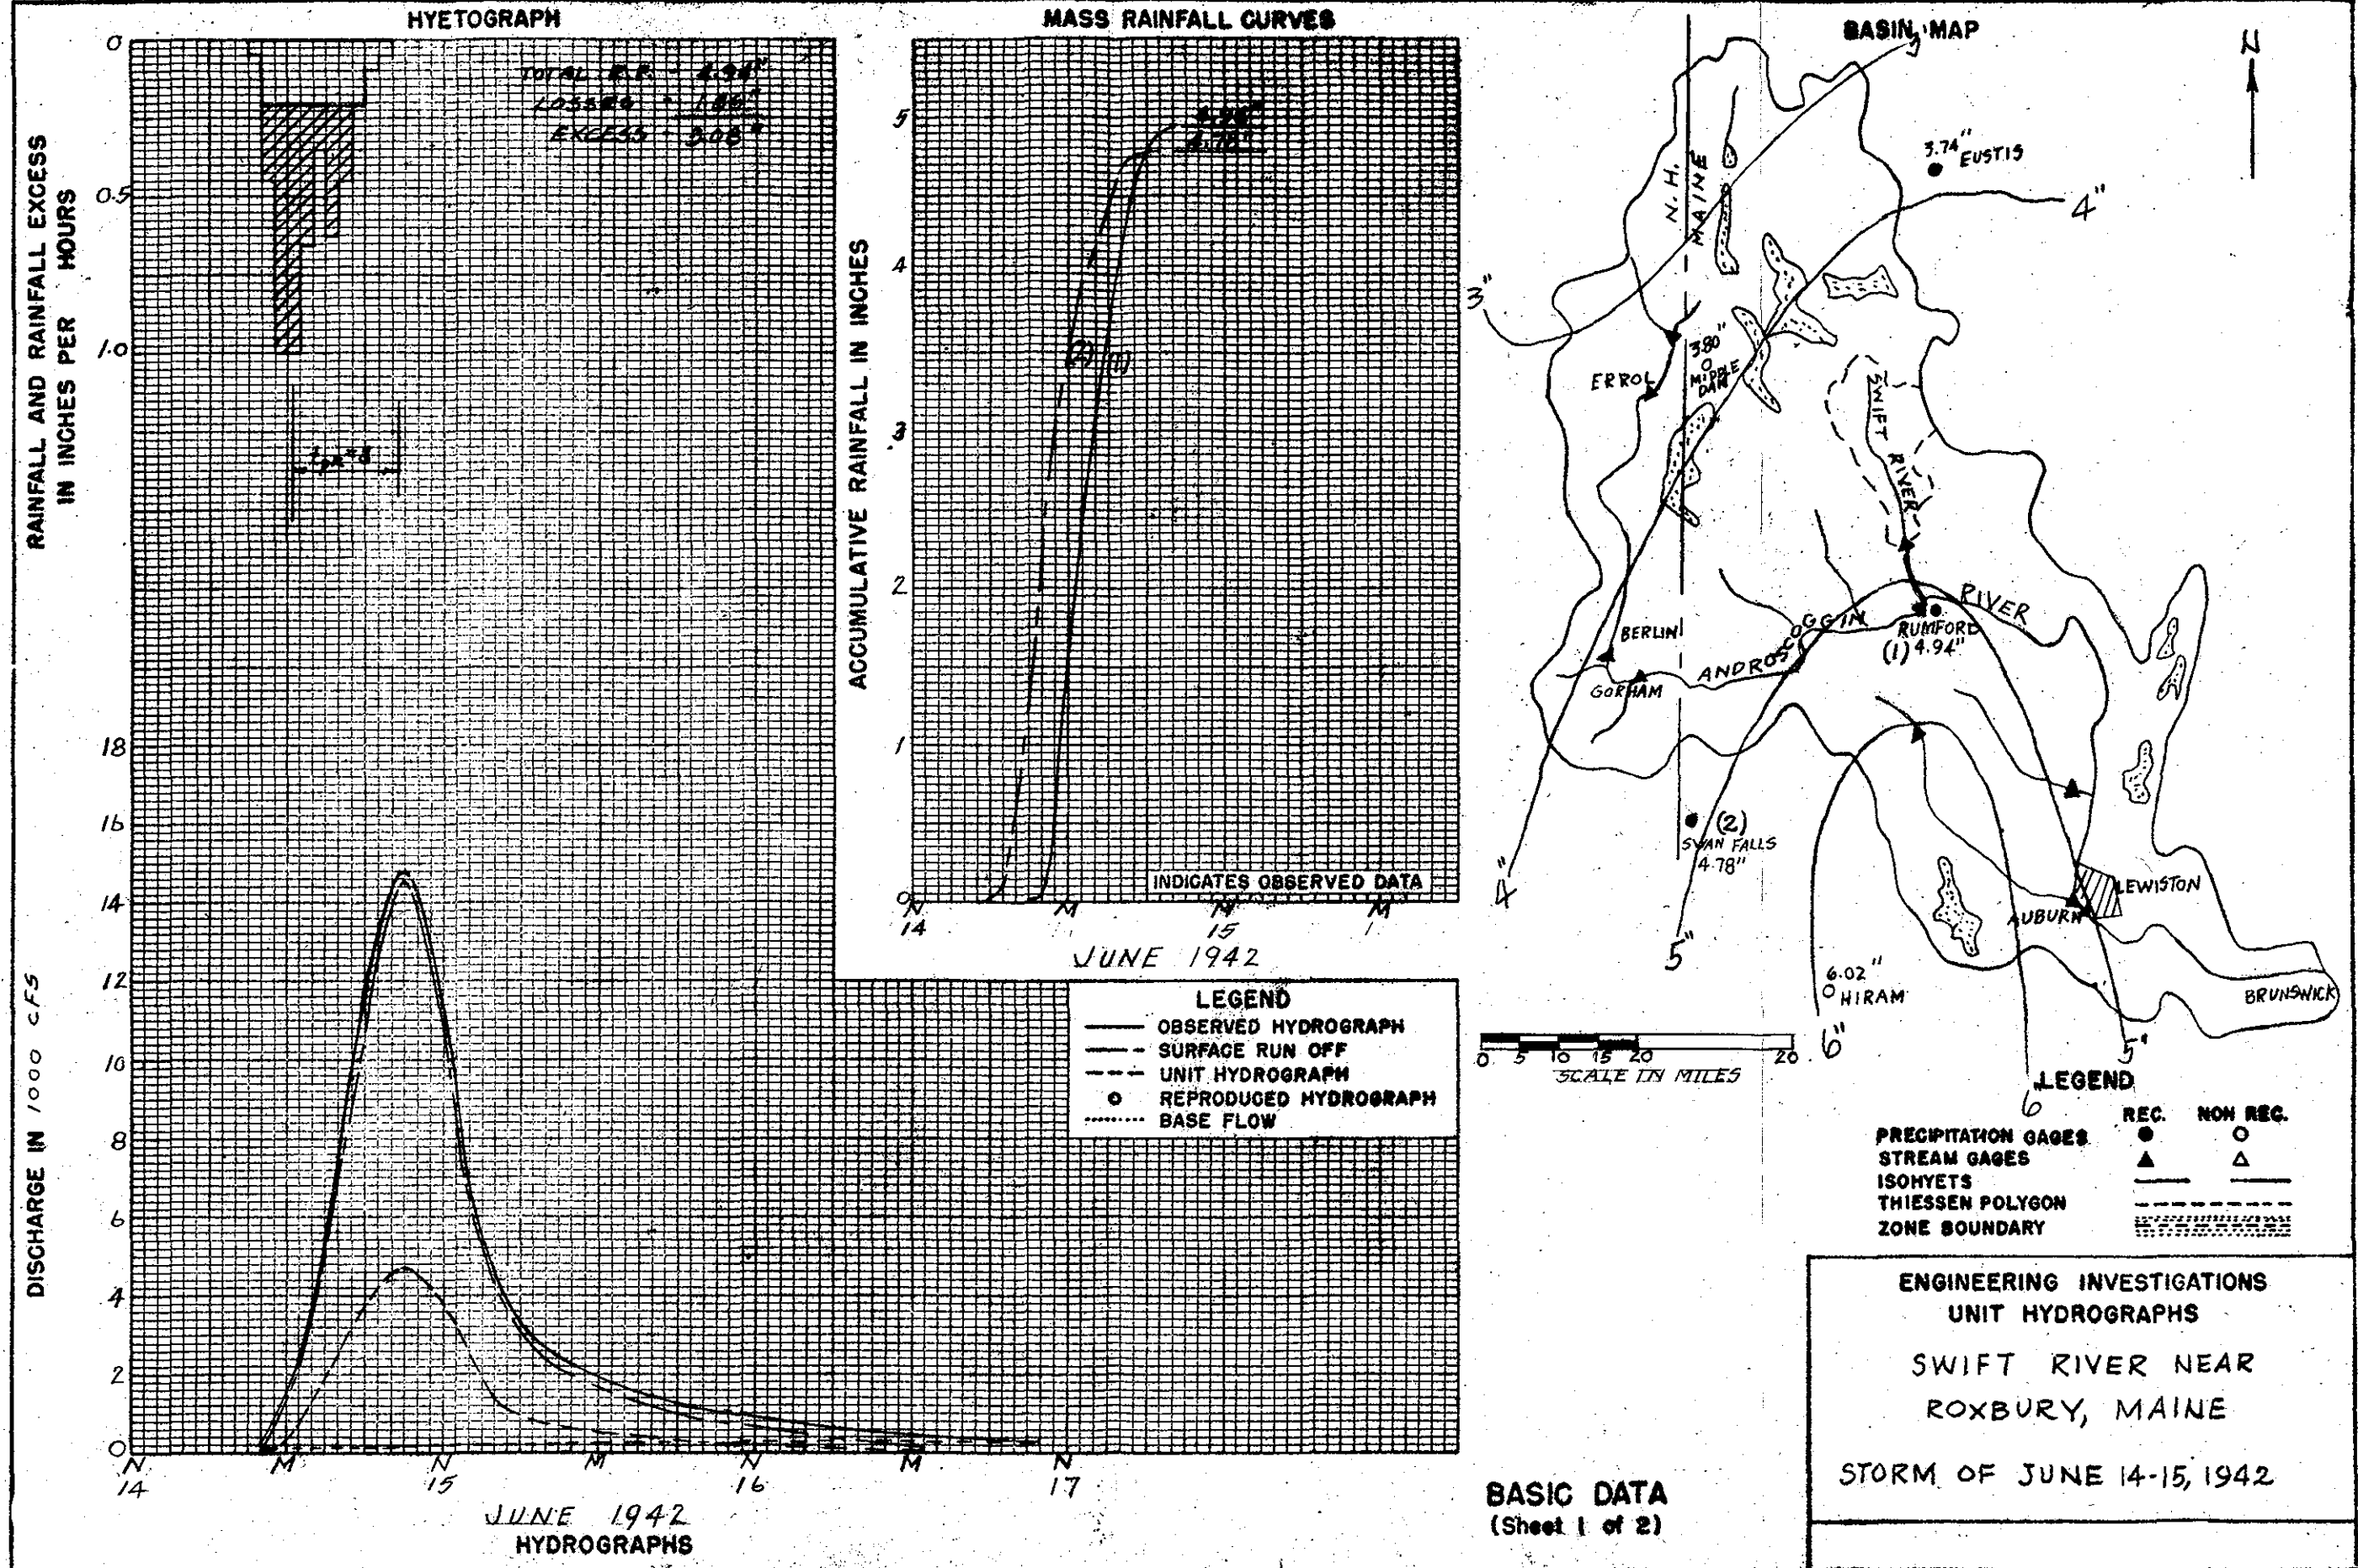 HYETOGRAPH
TOTAL R.F. - 4.94"
LOSSES - 1.86"
EXCESS - 3.08"
RAINFALL AND RAINFALL EXCESS
IN INCHES PER HOURS
0
0.5
1.0
18
16
14
12
10
8
6
4
2
0
DISCHARGE IN 1000 CFS
N M N M N M N
14 15 16 17
JUNE 1942
HYDROGRAPHS
MASS RAINFALL CURVES
4.94"
4.78"
(2) (1)
ACCUMULATIVE RAINFALL IN INCHES
5
4
3
2
1
0
INDICATES OBSERVED DATA
N M N M
14 15
JUNE 1942
LEGEND
OBSERVED HYDROGRAPH
SURFACE RUN OFF
UNIT HYDROGRAPH
REPRODUCED HYDROGRAPH
BASE FLOW
BASIN MAP
N
3
N.H.
MAINE
3.74"
EUSTIS
4"
3"
3.80"
MIDDLE
DAM
ERROL
SWIFT RIVER
BERLIN
GORHAM
ANDROSCOGGIN RIVER
RUMFORD
(1) 4.94"
(2)
SWAN FALLS
4.78"
4"
5"
LEWISTON
AUBURN
6.02"
HIRAM
BRUNSWICK
6"
5"
6
0 5 10 15 20 20
SCALE IN MILES
LEGEND
REC. NON REC.
PRECIPITATION GAGES
STREAM GAGES
ISOHYETS
THIESSEN POLYGON
ZONE BOUNDARY
ENGINEERING INVESTIGATIONS
UNIT HYDROGRAPHS
SWIFT RIVER NEAR
ROXBURY, MAINE
STORM OF JUNE 14-15, 1942
BASIC DATA
(Sheet 1 of 2)